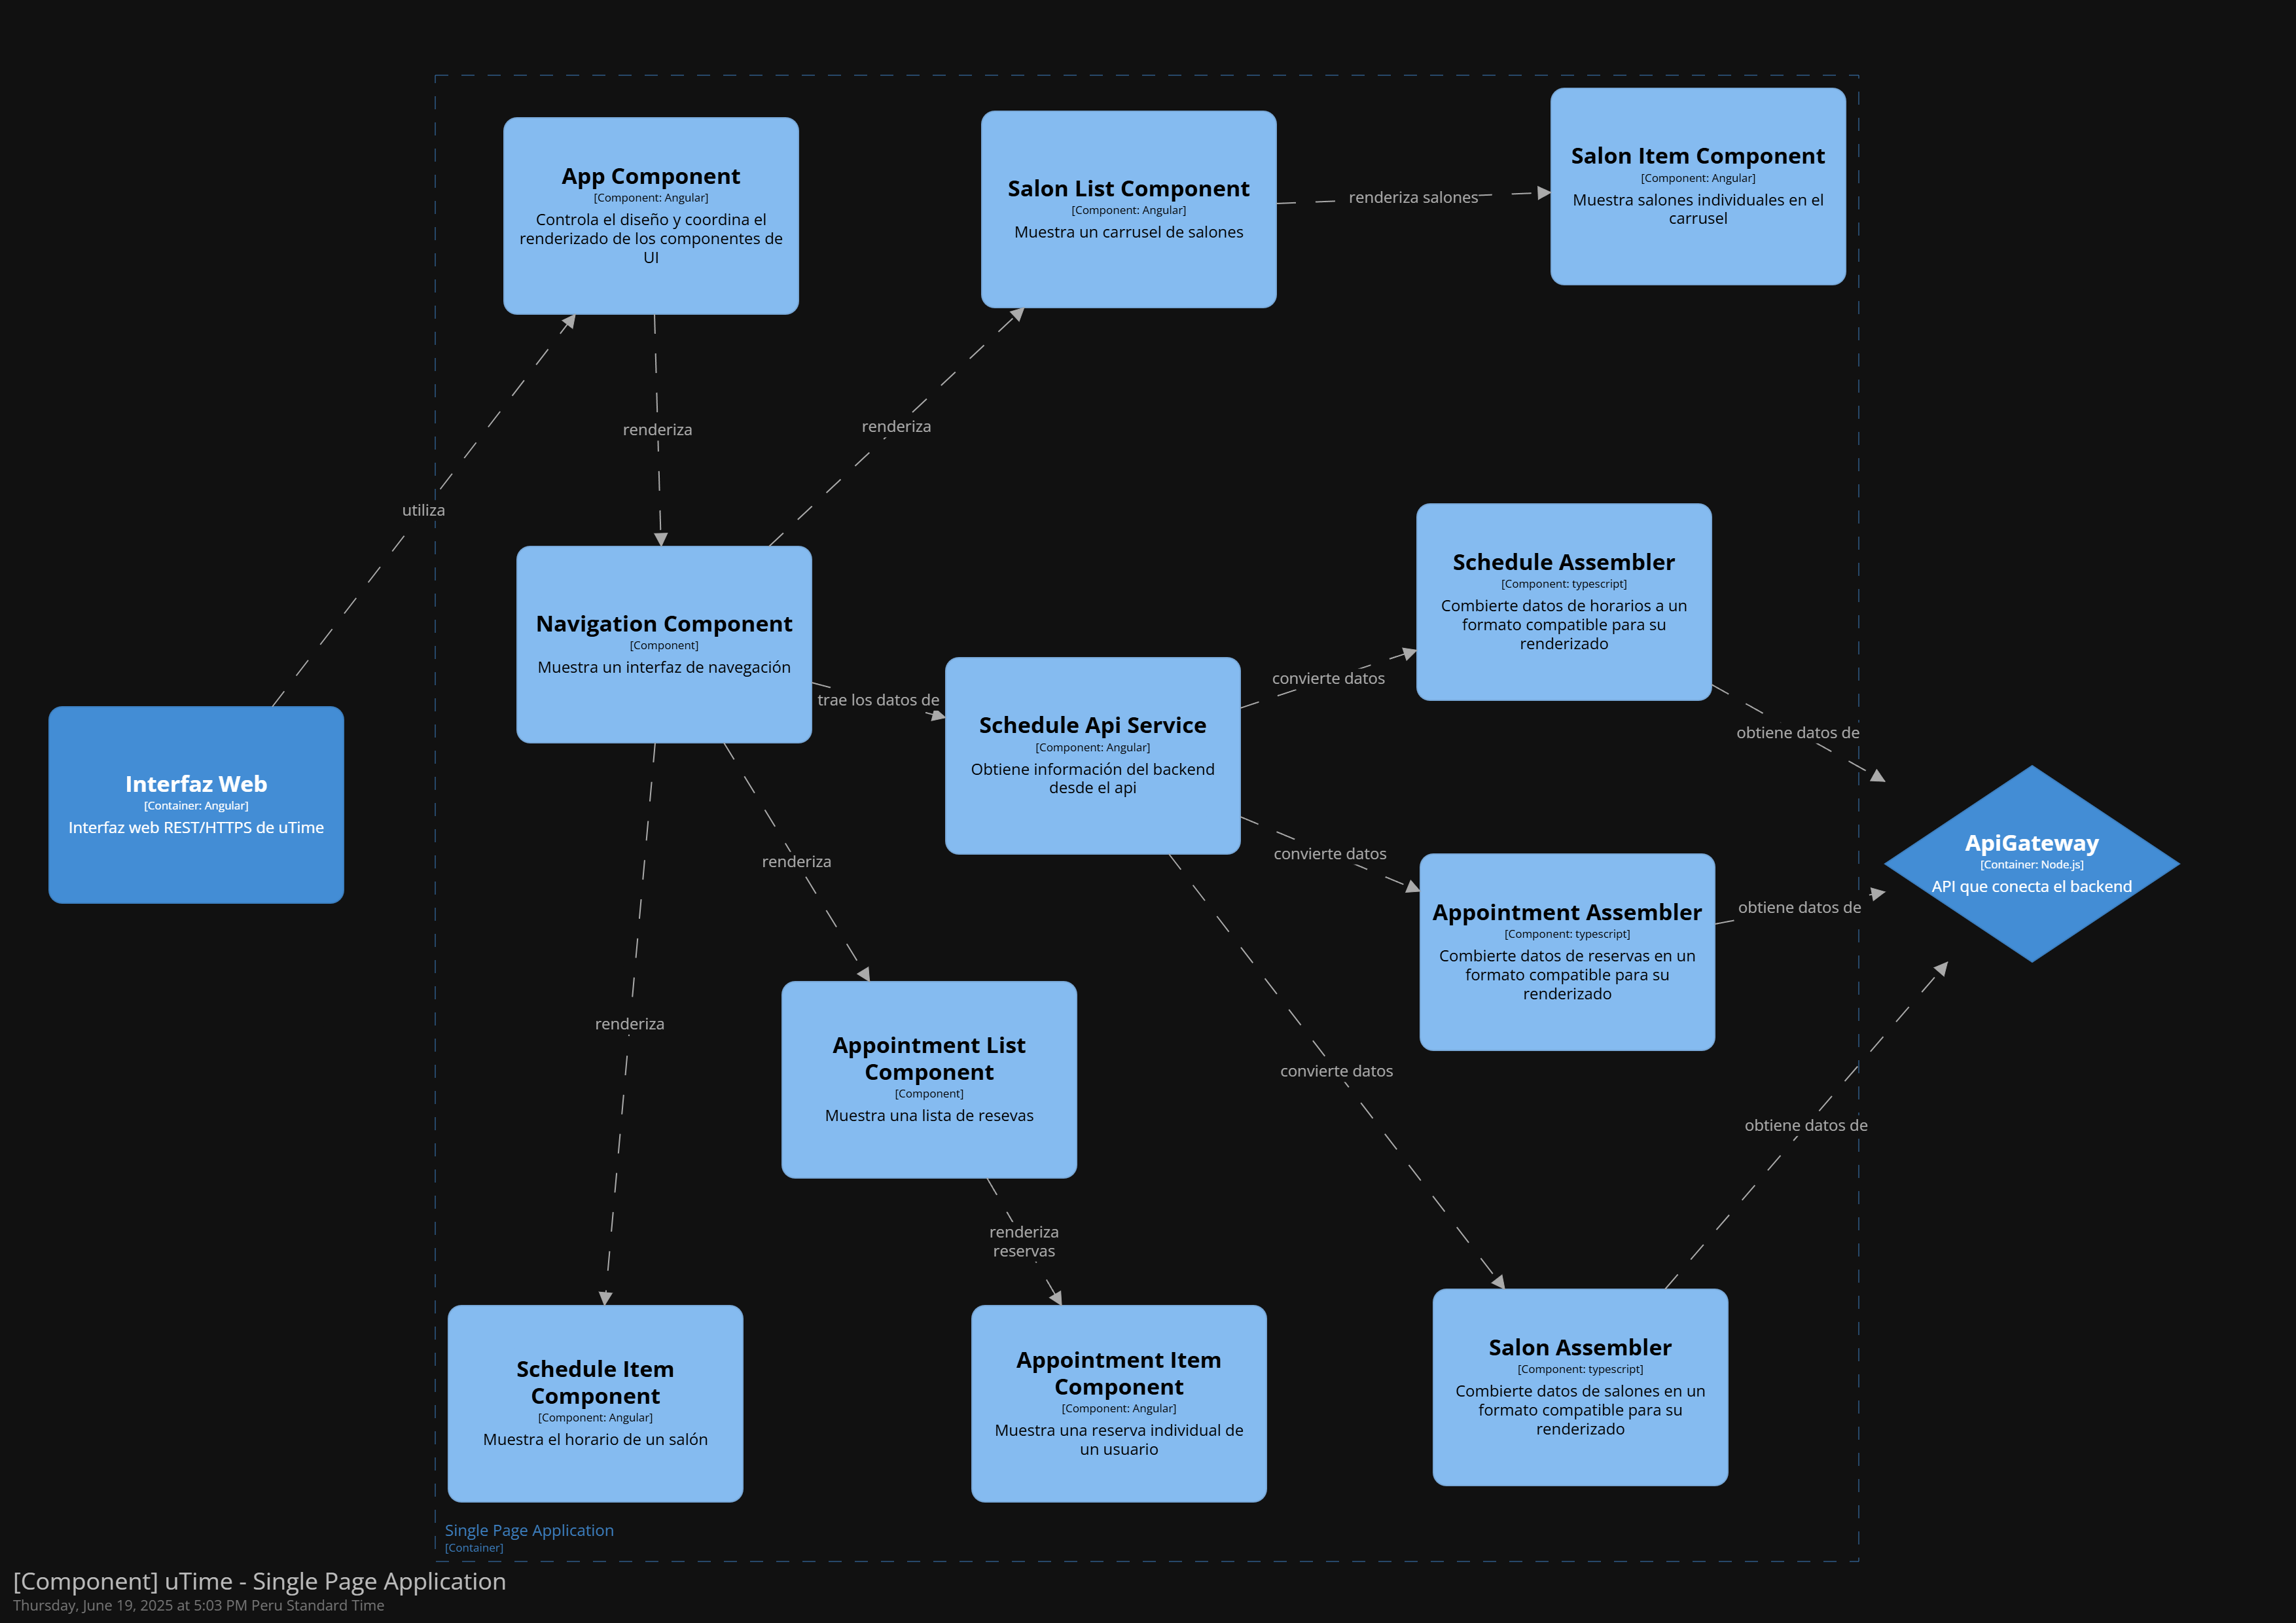 App Component
[Component: Angular]
Controla el diseño y coordina el
renderizado de los componentes de
UI
Salon List Component
[Component: Angular]
Muestra un carrusel de salones
renderiza salones
Salon Item Component
[Component: Angular]
Muestra salones individuales en el
carrusel
renderiza
renderiza
utiliza
Navigation Component
[Component]
Muestra un interfaz de navegación
trae los datos de
Schedule Api Service
[Component: Angular]
Obtiene información del backend
desde el api
convierte datos
Schedule Assembler
[Component: typescript]
Combierte datos de horarios a un
formato compatible para su
renderizado
obtiene datos de
Interfaz Web
[Container: Angular]
Interfaz web REST/HTTPS de uTime
ApiGateway
[Container: Node.js]
API que conecta el backend
renderiza
convierte datos
Appointment Assembler
[Component: typescript]
Combierte datos de reservas en un
formato compatible para su
renderizado
obtiene datos de
renderiza
Appointment List
Component
[Component]
Muestra una lista de resevas
convierte datos
obtiene datos de
renderiza
reservas
Schedule Item
Component
[Component: Angular]
Muestra el horario de un salón
Appointment Item
Component
[Component: Angular]
Muestra una reserva individual de
un usuario
Salon Assembler
[Component: typescript]
Combierte datos de salones en un
formato compatible para su
renderizado
Single Page Application
[Container]
[Component] uTime - Single Page Application
Thursday, June 19, 2025 at 5:03 PM Peru Standard Time